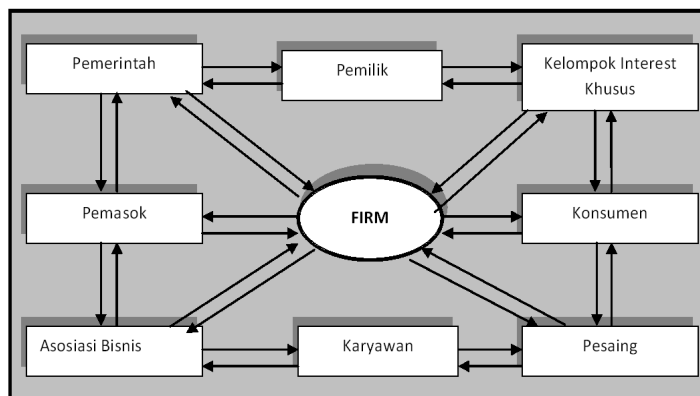 Pemerintah
Pemilik
Kelompok Interest
Khusus
Pemasok
FIRM
Konsumen
Asosiasi Bisnis
Karyawan
Pesaing